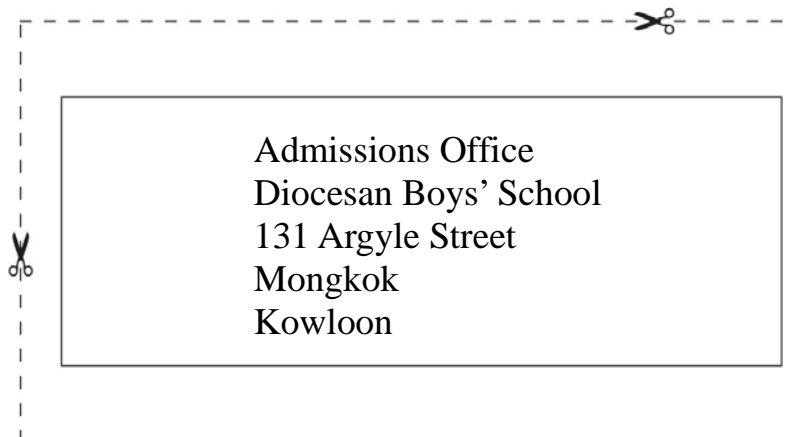 Admissions Office
Diocesan Boys’ School
131 Argyle Street
Mongkok
Kowloon